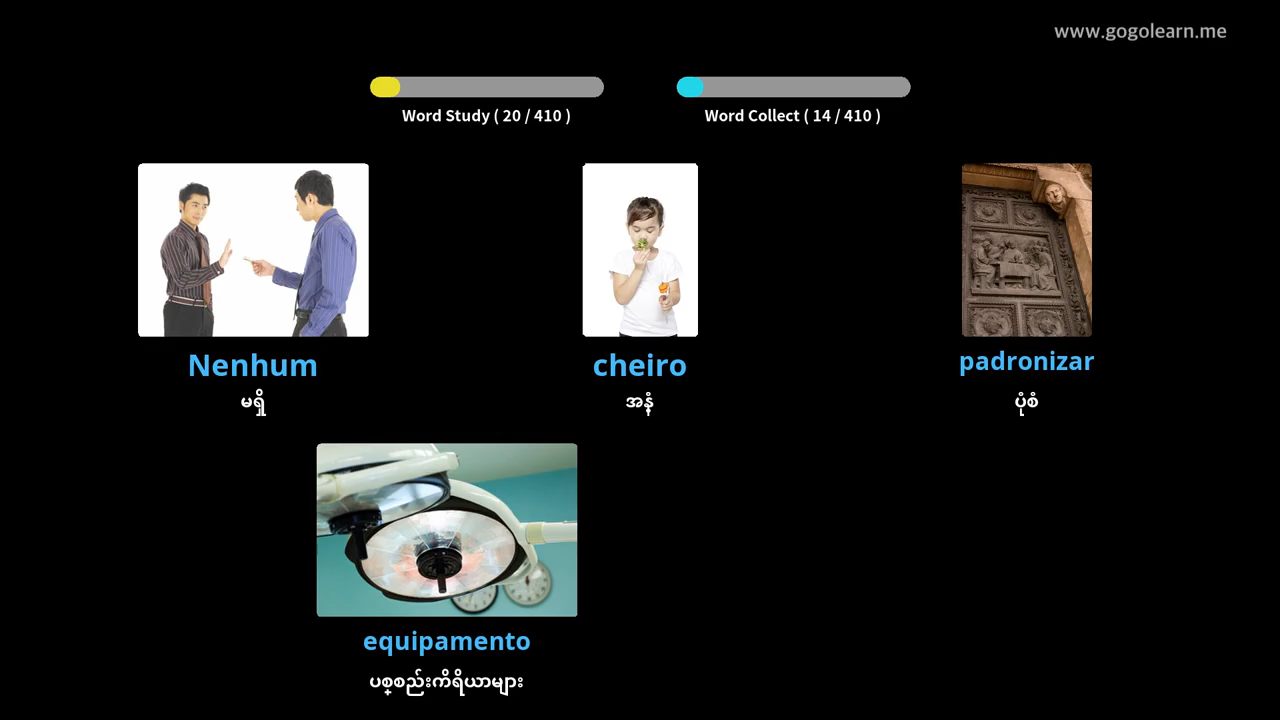 www.gogolearn.me
Word Study ( 20 / 410 )
Word Collect ( 14 / 410 )
Nenhum
cheiro
padronizar
မရှိ
အနံ့
ပုံစံ
equipamento
ပစ္စည်းကိရိယာများ